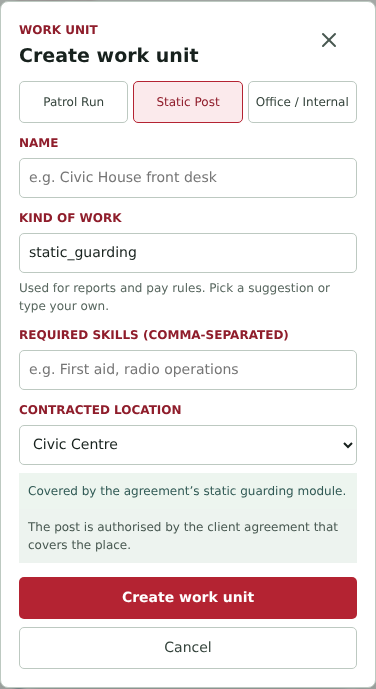 WORK UNIT
Create work unit
Patrol Run
Static Post
Office / Internal
NAME
e.g. Civic House front desk
KIND OF WORK
static_guarding
Used for reports and pay rules. Pick a suggestion or
type your own.
REQUIRED SKILLS (COMMA-SEPARATED)
e.g. First aid, radio operations
CONTRACTED LOCATION
Civic Centre
Covered by the agreement’s static guarding module.
The post is authorised by the client agreement that
covers the place.
Create work unit
Cancel